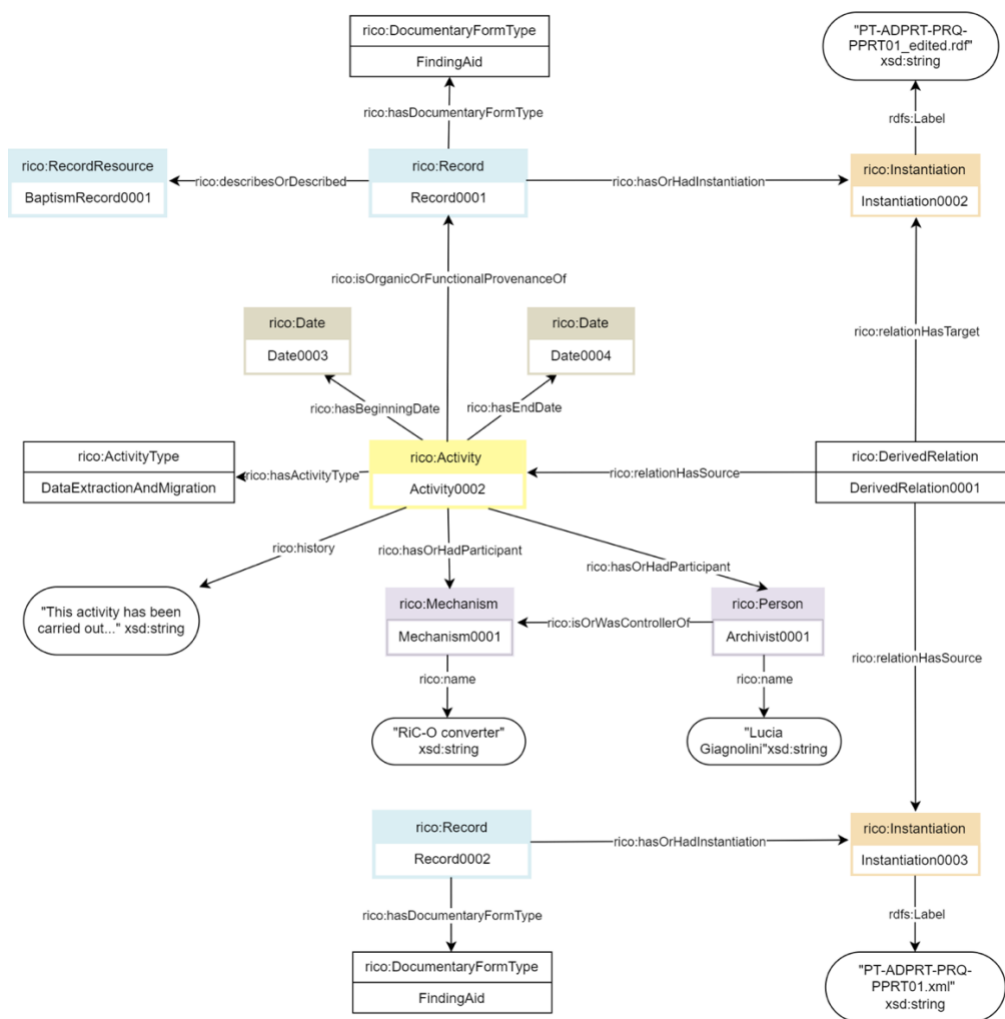 rico:DocumentaryFormType
FindingAid
"PT-ADPRT-PRQ-
PPRT01_edited.rdf"
xsd:string
rico:hasDocumentaryFormType
rdfs:Label
rico:RecordResource
BaptismRecord0001
rico:describesOrDescribed
rico:Record
Record0001
rico:hasOrHadInstantiation
rico:Instantiation
Instantiation0002
rico:isOrganicOrFunctionalProvenanceOf
rico:Date
Date0003
rico:Date
Date0004
rico:relationHasTarget
rico:hasBeginningDate
rico:hasEndDate
rico:ActivityType
DataExtractionAndMigration
rico:hasActivityType
rico:Activity
Activity0002
rico:relationHasSource
rico:DerivedRelation
DerivedRelation0001
rico:history
rico:hasOrHadParticipant
rico:hasOrHadParticipant
"This activity has been
carried out..." xsd:string
rico:Mechanism
Mechanism0001
rico:isOrWasControllerOf
rico:Person
Archivist0001
rico:relationHasSource
rico:name
rico:name
"RiC-O converter"
xsd:string
"Lucia
Giagnolini"xsd:string
rico:Record
Record0002
rico:hasOrHadInstantiation
rico:Instantiation
Instantiation0003
rico:hasDocumentaryFormType
rdfs:Label
rico:DocumentaryFormType
FindingAid
"PT-ADPRT-PRQ-
PPRT01.xml"
xsd:string